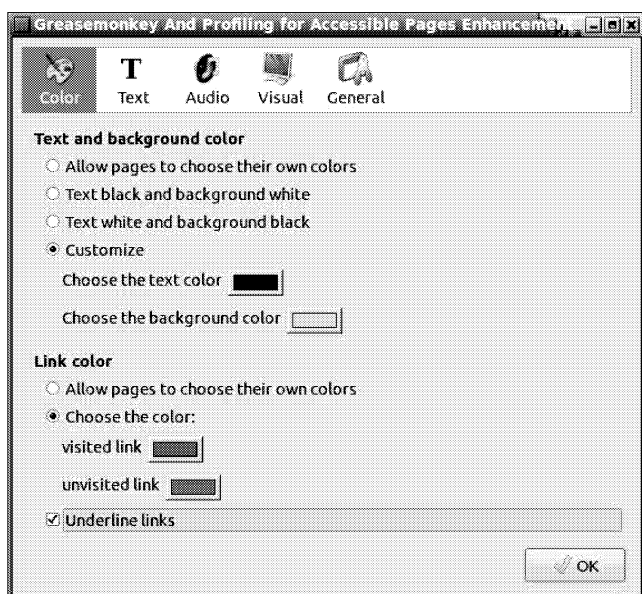 Greasemonkey And Profiling for Accessible Pages Enhancement
Color
T
Text
Audio
Visual
General
Text and background color
Allow pages to choose their own colors
Text black and background white
Text white and background black
Customize
Choose the text color
Choose the background color
Link color
Allow pages to choose their own colors
Choose the color:
visited link
unvisited link
Underline links
OK